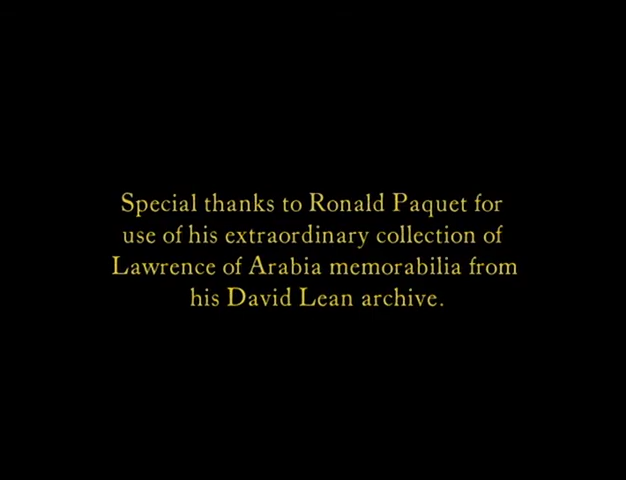 Special thanks to Ronald Paquet for
use of his extraordinary collection of
Lawrence of Arabia memorabilia from
his David Lean archive.